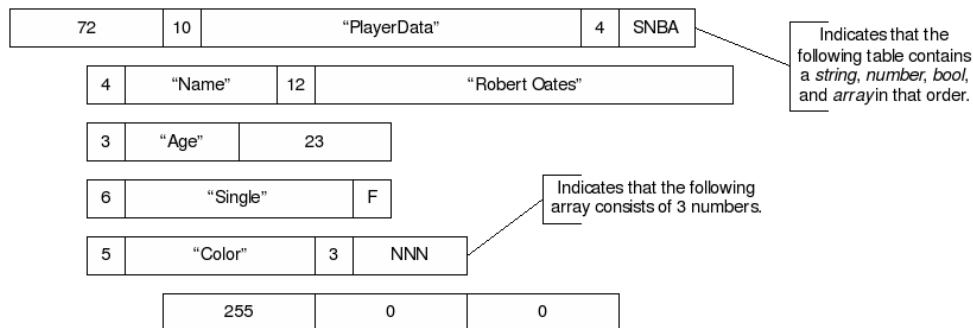 72 10 “PlayerData” 4 SNBA
Indicates that the
following table contains
a string, number, bool,
and array in that order.
4 “Name” 12 “Robert Oates”
3 “Age” 23
6 “Single” F
Indicates that the following
array consists of 3 numbers.
5 “Color” 3 NNN
255 0 0